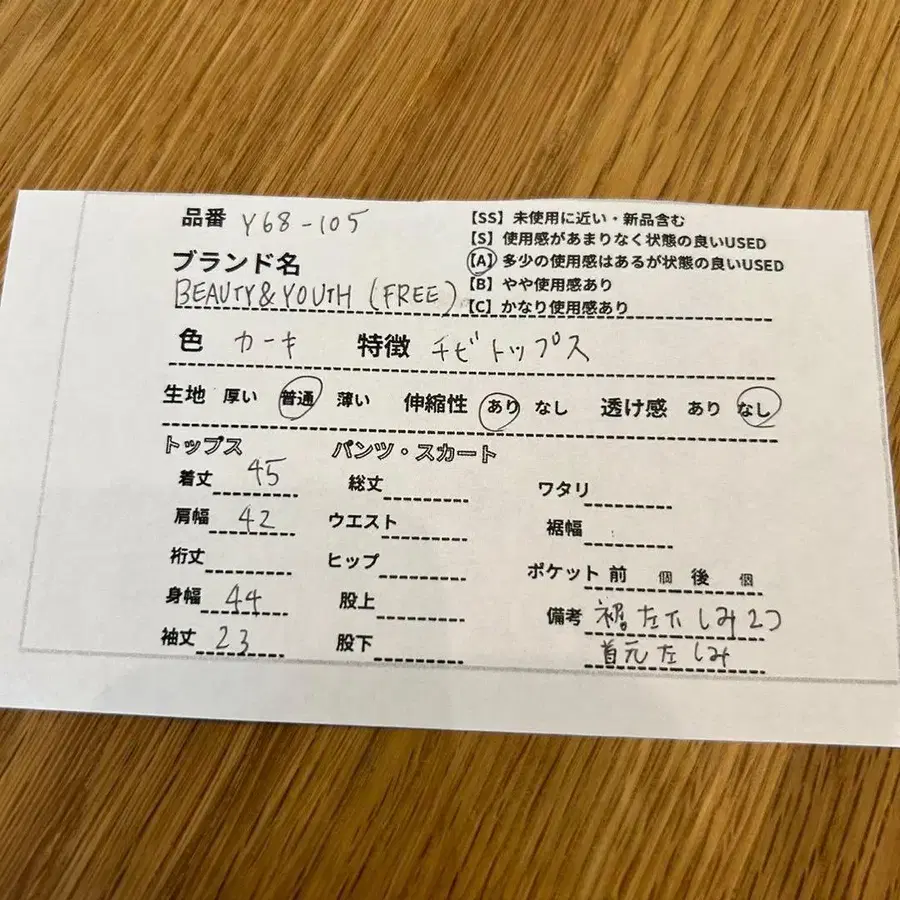 品番 Y68-105
【SS】未使用に近い・新品含む
【S】使用感があまりなく状態の良いUSED
【A】多少の使用感はあるが状態の良いUSED
【B】やや使用感あり
【C】かなり使用感あり
ブランド名
BEAUTY&YOUTH (FREE)
色 カーキ 特徴 チビトップス
生地 厚い 普通 薄い 伸縮性 あり なし 透け感 あり なし
トップス パンツ・スカート
着丈 45 総丈 ワタリ
肩幅 42 ウエスト 裾幅
裄丈 ヒップ ポケット 前 個 後 個
身幅 44 股上 備考 裾左下しみ2つ
袖丈 23 股下 首元左しみ